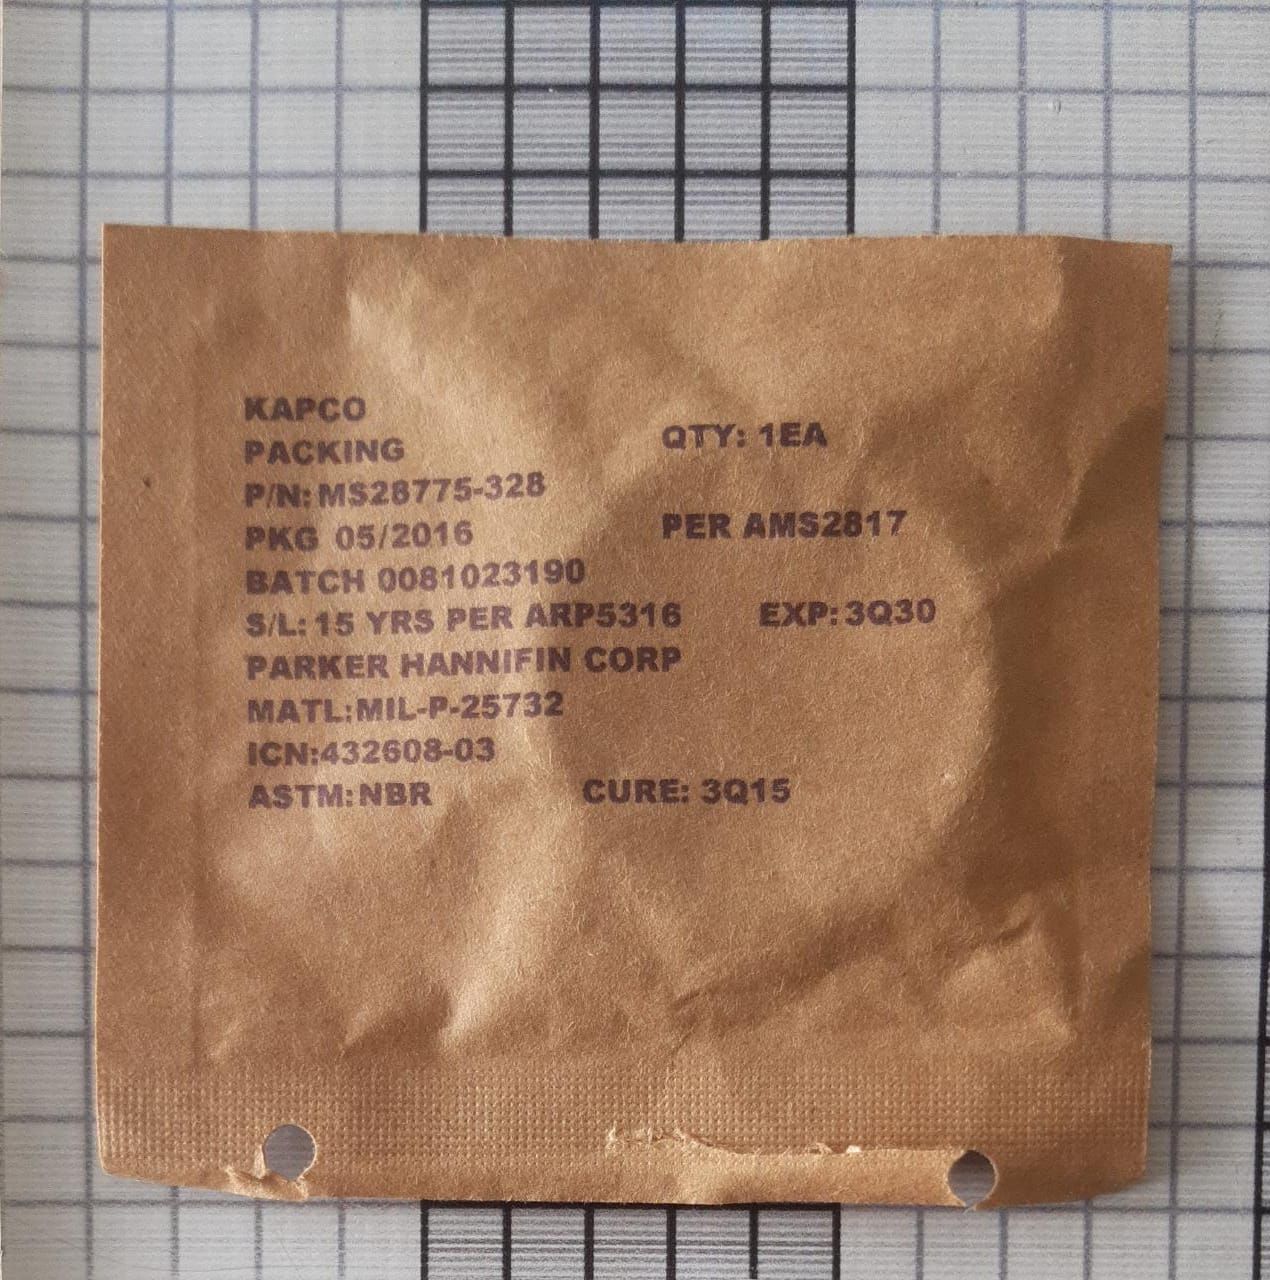 KAPCO
PACKING QTY: 1EA
P/N: MS28775-328
PKG 05/2016 PER AMS2817
BATCH 0081023190
S/L: 15 YRS PER ARP5316 EXP: 3Q30
PARKER HANNIFIN CORP
MATL:MIL-P-25732
ICN:432608-03
ASTM:NBR CURE: 3Q15